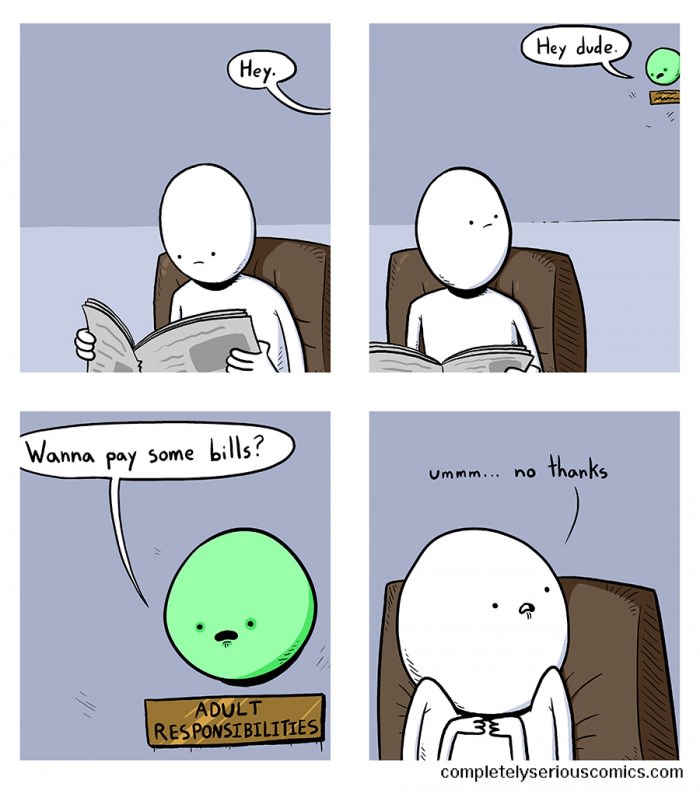 Hey.
Hey dude.
Wanna pay some bills?
ADULT
RESPONSIBILITIES
ummm... no thanks
completelyseriouscomics.com